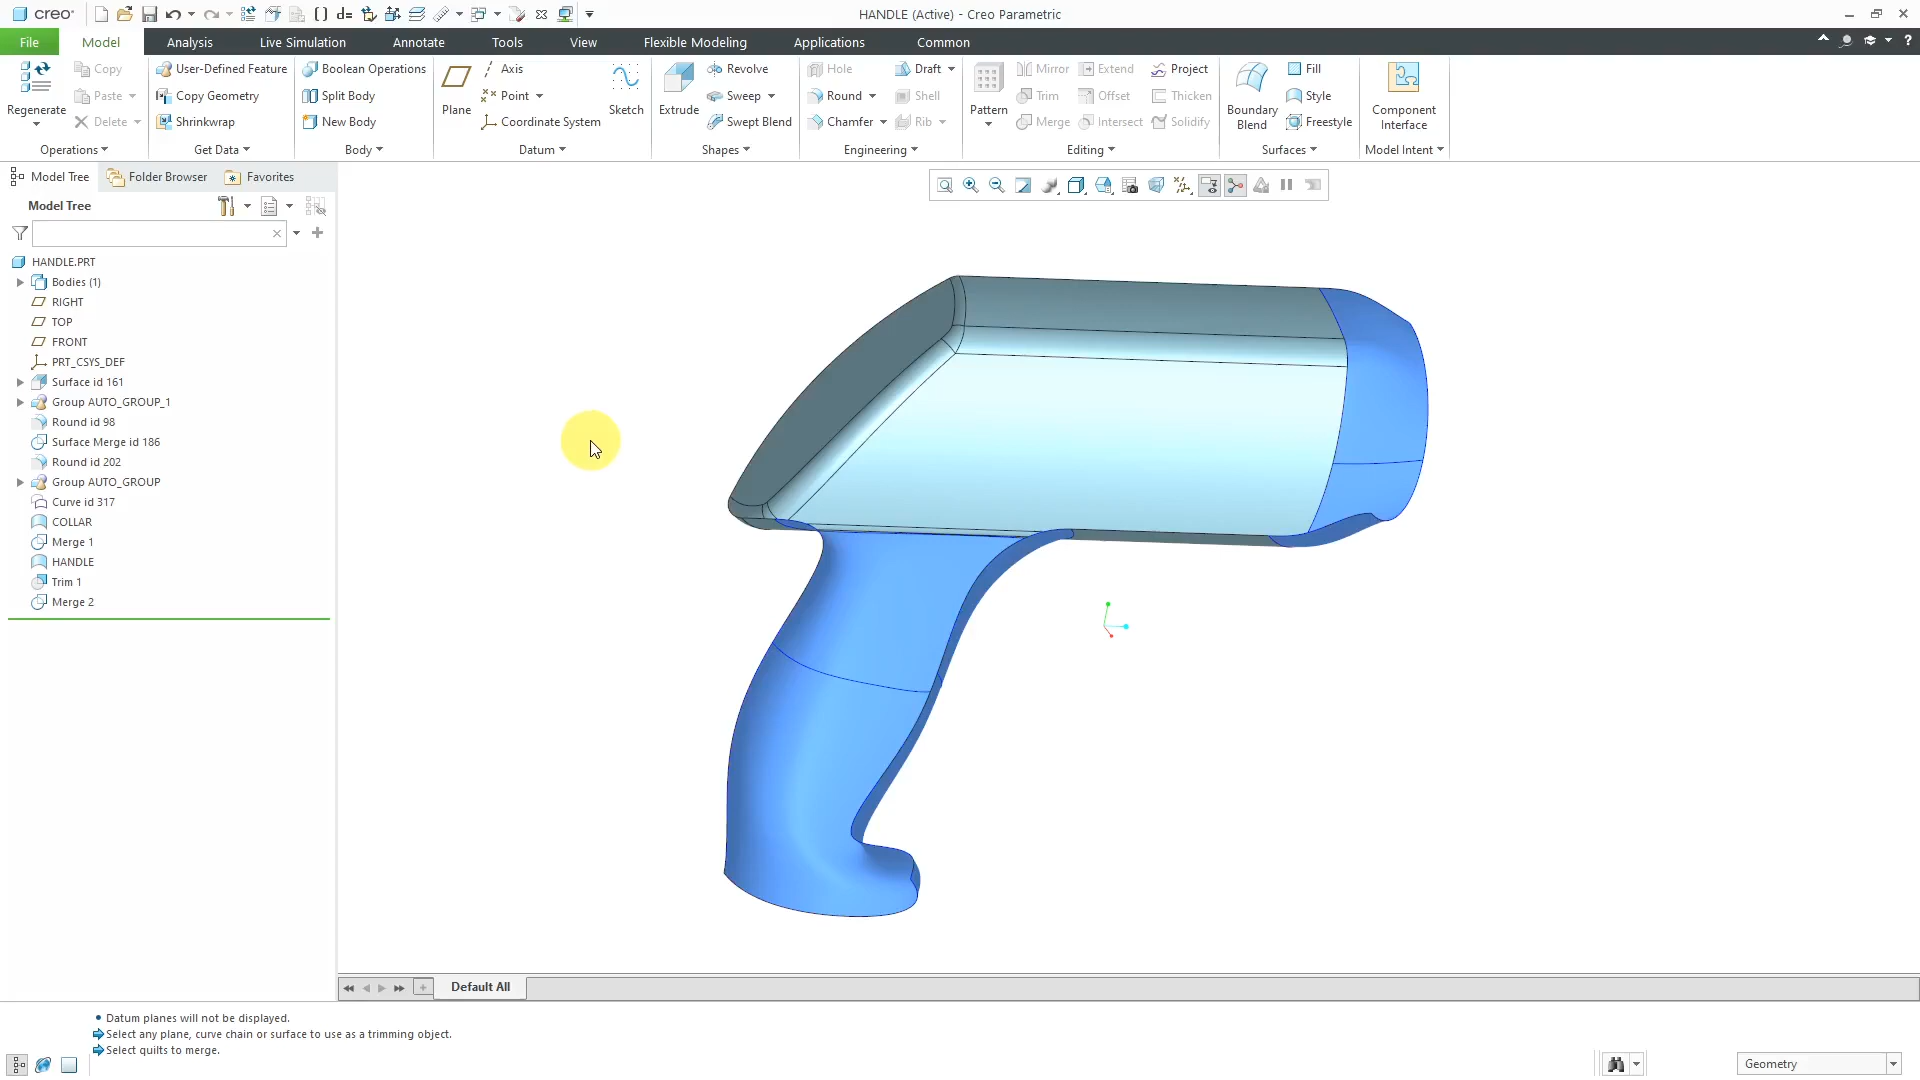 creo
HANDLE (Active) - Creo Parametric
File Model Analysis Live Simulation Annotate Tools View Flexible Modeling Applications Common
Regenerate
Copy
Paste
Delete
Operations
User-Defined Feature
Copy Geometry
Shrinkwrap
Get Data
Boolean Operations
Split Body
New Body
Body
Plane
Axis
Point
Coordinate System
Sketch
Datum
Extrude
Revolve
Sweep
Swept Blend
Shapes
Hole
Draft
Round
Shell
Chamfer
Rib
Engineering
Pattern
Mirror
Extend
Project
Trim
Offset
Thicken
Merge
Intersect
Solidify
Editing
Boundary
Blend
Fill
Style
Freestyle
Surfaces
Component
Interface
Model Intent
Model Tree Folder Browser Favorites
Model Tree
HANDLE.PRT
Bodies (1)
RIGHT
TOP
FRONT
PRT_CSYS_DEF
Surface id 161
Group AUTO_GROUP_1
Round id 98
Surface Merge id 186
Round id 202
Group AUTO_GROUP
Curve id 317
COLLAR
Merge 1
HANDLE
Trim 1
Merge 2
Default All
Datum planes will not be displayed.
Select any plane, curve chain or surface to use as a trimming object.
Select quilts to merge.
Geometry